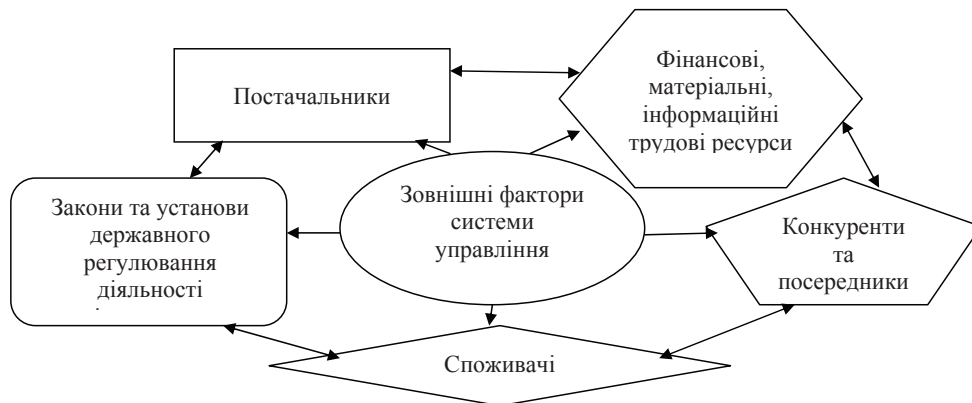 Постачальники
Фінансові,
матеріальні,
інформаційні
трудові ресурси
Зовнішні фактори
системи
управління
Закони та установи
державного
регулювання
діяльності
Конкуренти
та
посередники
Споживачі